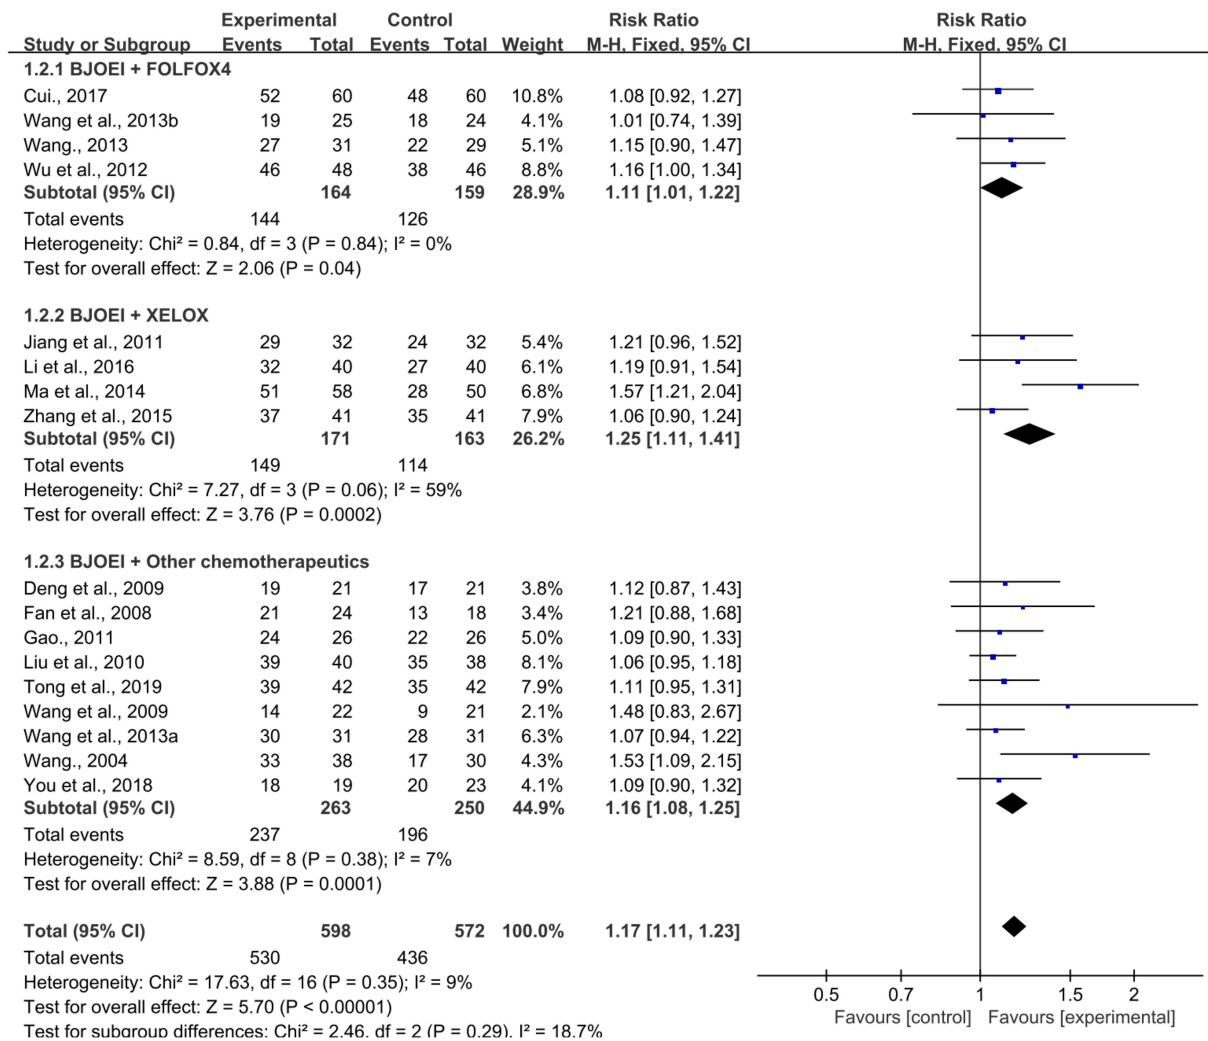 Experimental Control Risk Ratio Risk Ratio
Study or Subgroup Events Total Events Total Weight M-H, Fixed, 95% CI M-H, Fixed, 95% CI
1.2.1 BJOEI + FOLFOX4
Cui., 2017 52 60 48 60 10.8% 1.08 [0.92, 1.27]
Wang et al., 2013b 19 25 18 24 4.1% 1.01 [0.74, 1.39]
Wang., 2013 27 31 22 29 5.1% 1.15 [0.90, 1.47]
Wu et al., 2012 46 48 38 46 8.8% 1.16 [1.00, 1.34]
Subtotal (95% CI) 164 159 28.9% 1.11 [1.01, 1.22]
Total events 144 126
Heterogeneity: Chi² = 0.84, df = 3 (P = 0.84); I² = 0%
Test for overall effect: Z = 2.06 (P = 0.04)
1.2.2 BJOEI + XELOX
Jiang et al., 2011 29 32 24 32 5.4% 1.21 [0.96, 1.52]
Li et al., 2016 32 40 27 40 6.1% 1.19 [0.91, 1.54]
Ma et al., 2014 51 58 28 50 6.8% 1.57 [1.21, 2.04]
Zhang et al., 2015 37 41 35 41 7.9% 1.06 [0.90, 1.24]
Subtotal (95% CI) 171 163 26.2% 1.25 [1.11, 1.41]
Total events 149 114
Heterogeneity: Chi² = 7.27, df = 3 (P = 0.06); I² = 59%
Test for overall effect: Z = 3.76 (P = 0.0002)
1.2.3 BJOEI + Other chemotherapeutics
Deng et al., 2009 19 21 17 21 3.8% 1.12 [0.87, 1.43]
Fan et al., 2008 21 24 13 18 3.4% 1.21 [0.88, 1.68]
Gao., 2011 24 26 22 26 5.0% 1.09 [0.90, 1.33]
Liu et al., 2010 39 40 35 38 8.1% 1.06 [0.95, 1.18]
Tong et al., 2019 39 42 35 42 7.9% 1.11 [0.95, 1.31]
Wang et al., 2009 14 22 9 21 2.1% 1.48 [0.83, 2.67]
Wang et al., 2013a 30 31 28 31 6.3% 1.07 [0.94, 1.22]
Wang., 2004 33 38 17 30 4.3% 1.53 [1.09, 2.15]
You et al., 2018 18 19 20 23 4.1% 1.09 [0.90, 1.32]
Subtotal (95% CI) 263 250 44.9% 1.16 [1.08, 1.25]
Total events 237 196
Heterogeneity: Chi² = 8.59, df = 8 (P = 0.38); I² = 7%
Test for overall effect: Z = 3.88 (P = 0.0001)
Total (95% CI) 598 572 100.0% 1.17 [1.11, 1.23]
Total events 530 436
Heterogeneity: Chi² = 17.63, df = 16 (P = 0.35); I² = 9%
Test for overall effect: Z = 5.70 (P < 0.00001)
Test for subgroup differences: Chi² = 2.46, df = 2 (P = 0.29), I² = 18.7%
0.5 0.7 1 1.5 2
Favours [control] Favours [experimental]